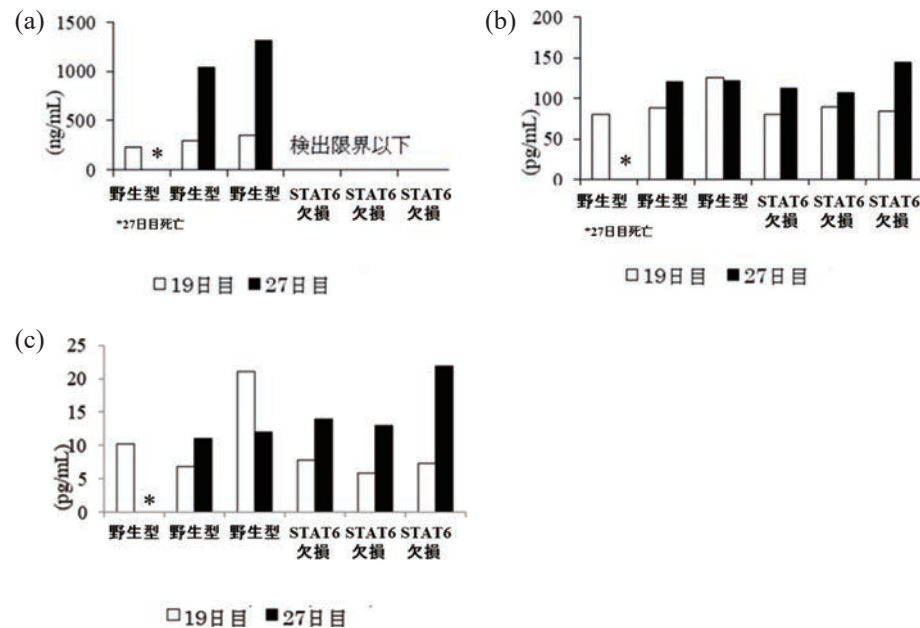 (a)
1500
1000
500
0
(ng/mL)
検出限界以下
*
野生型 野生型 野生型 STAT6 STAT6 STAT6
欠損 欠損 欠損
*27日目死亡
□19日目 ■27日目
(b)
200
150
100
50
0
(pg/mL)
*
野生型 野生型 野生型 STAT6 STAT6 STAT6
欠損 欠損 欠損
*27日目死亡
□19日目 ■27日目
(c)
25
20
15
10
5
0
(pg/mL)
*
野生型 野生型 野生型 STAT6 STAT6 STAT6
欠損 欠損 欠損
□19日目 ■27日目